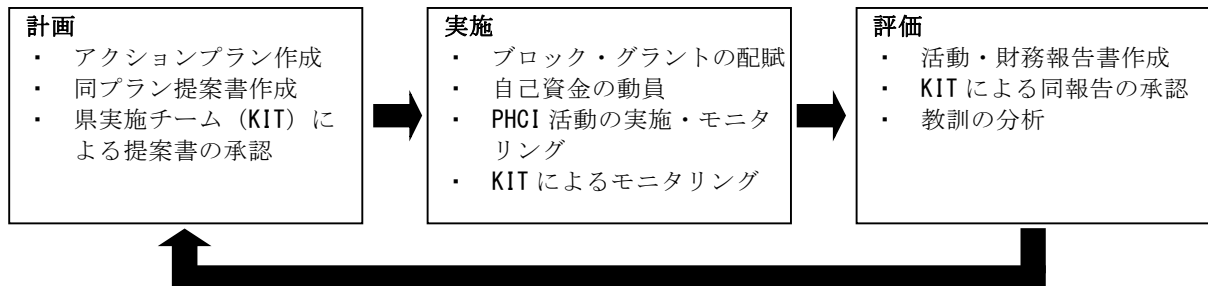 計画
・ アクションプラン作成
・ 同プラン提案書作成
・ 県実施チーム（KIT）に
よる提案書の承認
実施
・ ブロック・グラントの配賦
・ 自己資金の動員
・ PHCI 活動の実施・モニタ
リング
・ KIT によるモニタリング
評価
・ 活動・財務報告書作成
・ KIT による同報告の承認
・ 教訓の分析